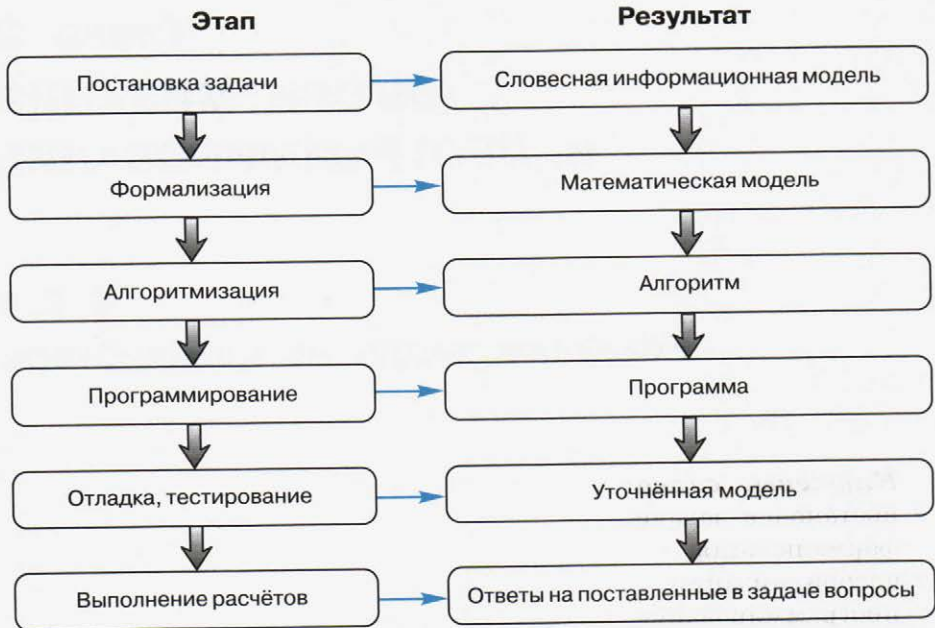 Этап
Результат
Постановка задачи
Словесная информационная модель
Формализация
Математическая модель
Алгоритмизация
Алгоритм
Программирование
Программа
Отладка, тестирование
Уточнённая модель
Выполнение расчётов
Ответы на поставленные в задаче вопросы